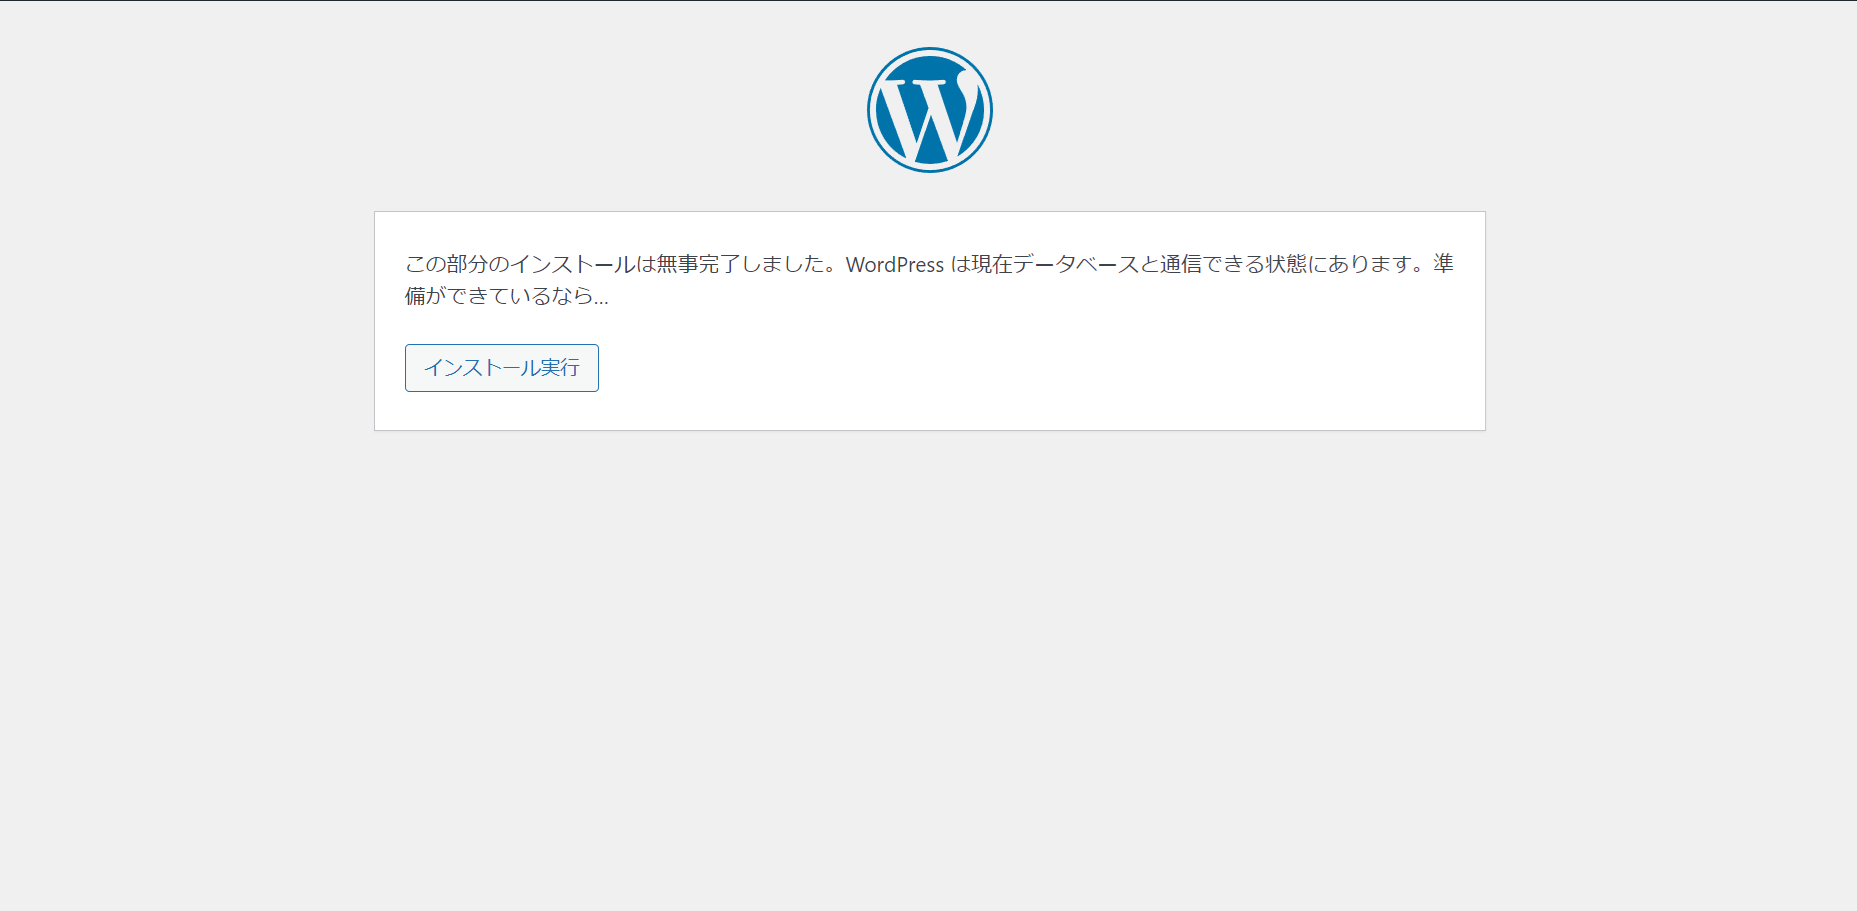 この部分のインストールは無事完了しました。WordPress は現在データベースと通信できる状態にあります。準
備ができているなら…
インストール実行